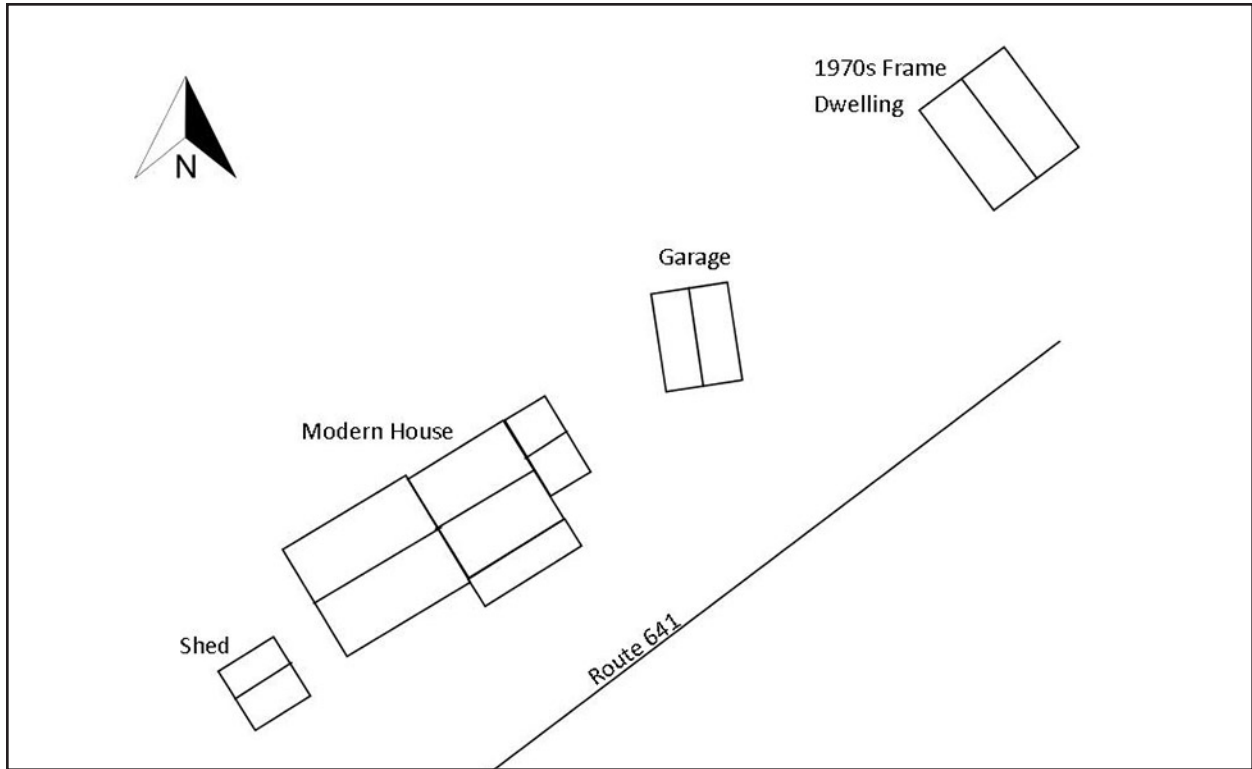 1970s Frame
Dwelling
N
Garage
Modern House
Shed
Route 641